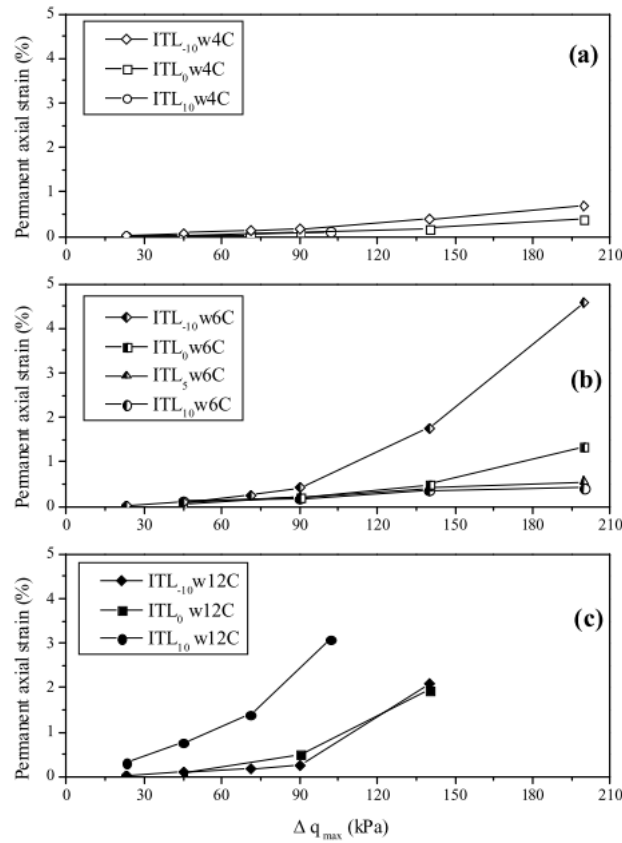 Permanent axial strain (%)
5
4
3
2
1
0
ITL-10w4C
ITL0w4C
ITL10w4C
(a)
0 30 60 90 120 150 180 210
Permanent axial strain (%)
5
4
3
2
1
0
ITL-10w6C
ITL0w6C
ITL5w6C
ITL10w6C
(b)
0 30 60 90 120 150 180 210
Permanent axial strain (%)
5
4
3
2
1
0
ITL-10w12C
ITL0 w12C
ITL10 w12C
(c)
0 30 60 90 120 150 180 210
Δ qmax (kPa)